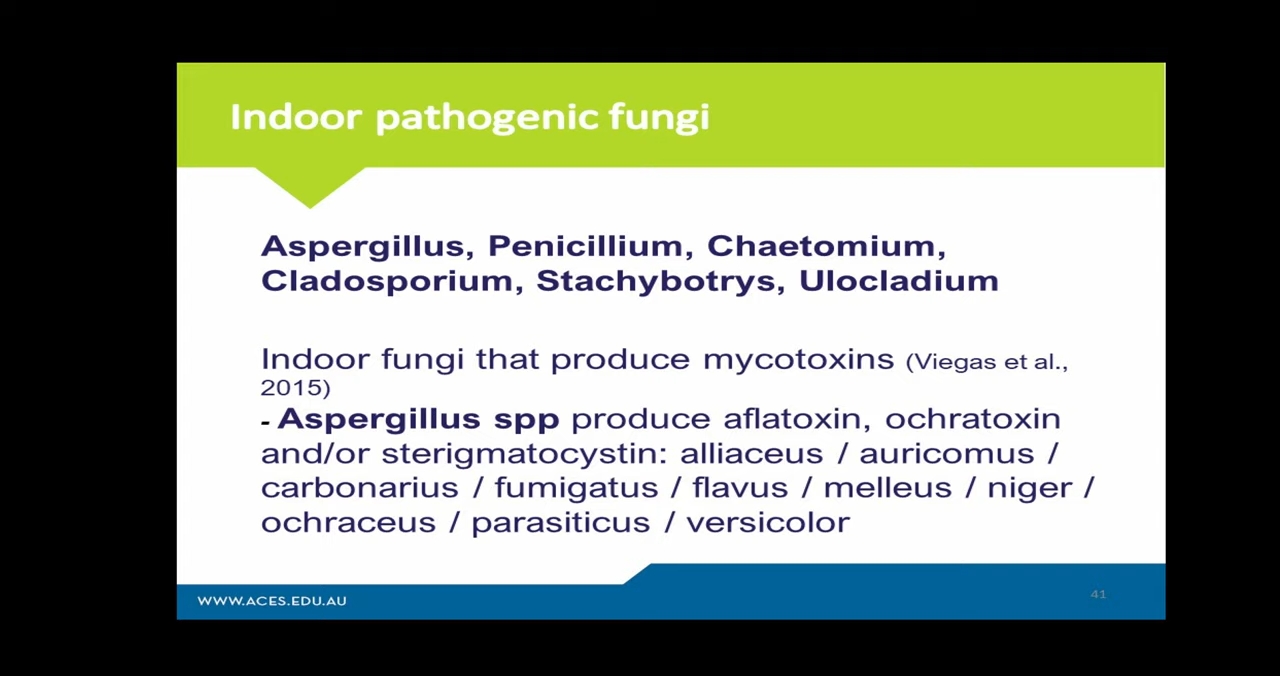 Indoor pathogenic fungi
Aspergillus, Penicillium, Chaetomium,
Cladosporium, Stachybotrys, Ulocladium
Indoor fungi that produce mycotoxins (Viegas et al.,
2015)
- Aspergillus spp produce aflatoxin, ochratoxin
and/or sterigmatocystin: alliaceus / auricomus /
carbonarius / fumigatus / flavus / melleus / niger /
ochraceus / parasiticus / versicolor
WWW.ACES.EDU.AU
41